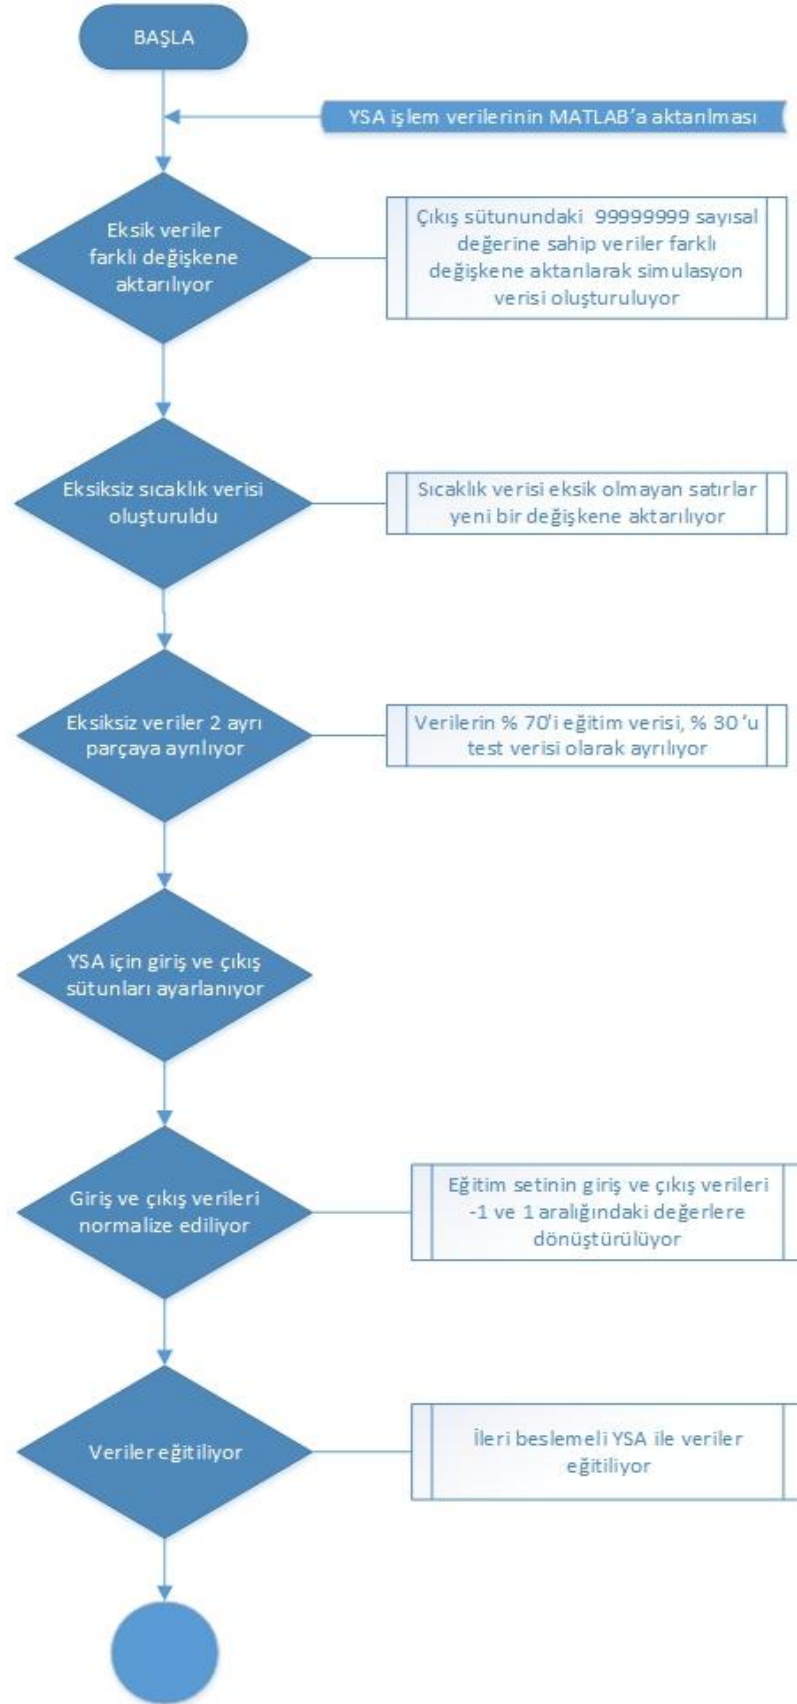 BAŞLA
YSA işlem verilerinin MATLAB'a aktarılması
Eksik veriler
farklı değişkene
aktarılıyor
Çıkış sütunundaki 99999999 sayısal
değerine sahip veriler farklı
değişkene aktarılarak simulasyon
verisi oluşturuluyor
Eksiksiz sıcaklık verisi
oluşturuldu
Sıcaklık verisi eksik olmayan satırlar
yeni bir değişkene aktarılıyor
Eksiksiz veriler 2 ayrı
parçaya ayrılıyor
Verilerin % 70'i eğitim verisi, % 30 'u
test verisi olarak ayrılıyor
YSA için giriş ve çıkış
sütunları ayarlanıyor
Giriş ve çıkış verileri
normalize ediliyor
Eğitim setinin giriş ve çıkış verileri
-1 ve 1 aralığındaki değerlere
dönüştürülüyor
Veriler eğitiliyor
İleri beslemeli YSA ile veriler
eğitiliyor